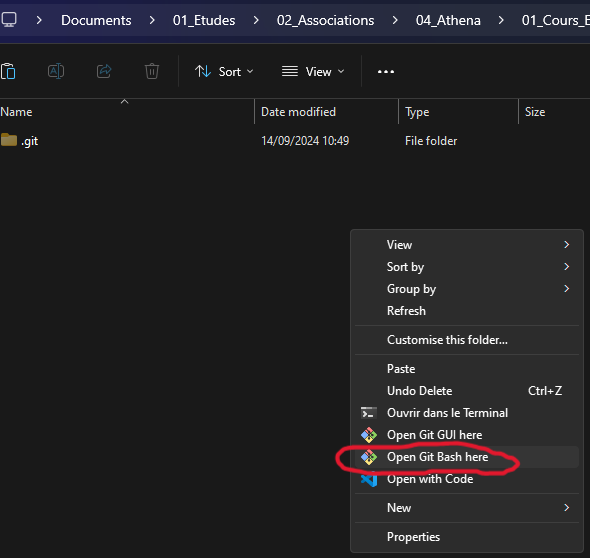 Documents > 01_Etudes > 02_Associations > 04_Athena > 01_Cours_E
Sort View ...
Name Date modified Type Size
.git 14/09/2024 10:49 File folder
View >
Sort by >
Group by >
Refresh
Customise this folder...
Paste
Undo Delete Ctrl+Z
Ouvrir dans le Terminal
Open Git GUI here
Open Git Bash here
Open with Code
New >
Properties